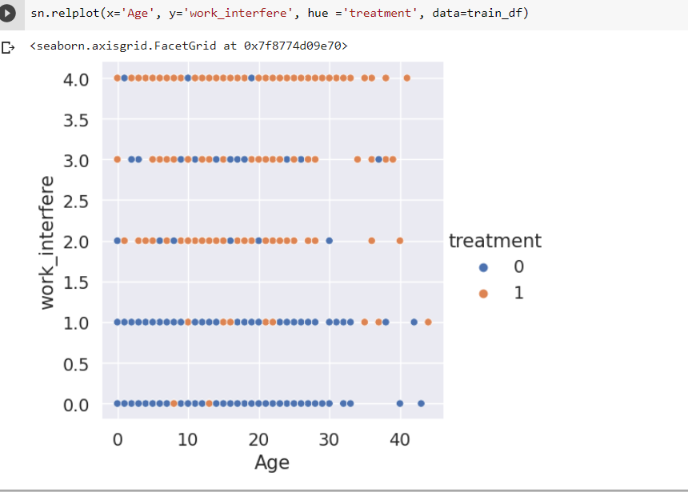 sn.relplot(x='Age', y='work_interfere', hue ='treatment', data=train_df)
<seaborn.axisgrid.FacetGrid at 0x7f8774d09e70>
4.0
3.5
3.0
2.5
2.0
1.5
1.0
0.5
0.0
work_interfere
0 10 20 30 40
Age
treatment
0
1